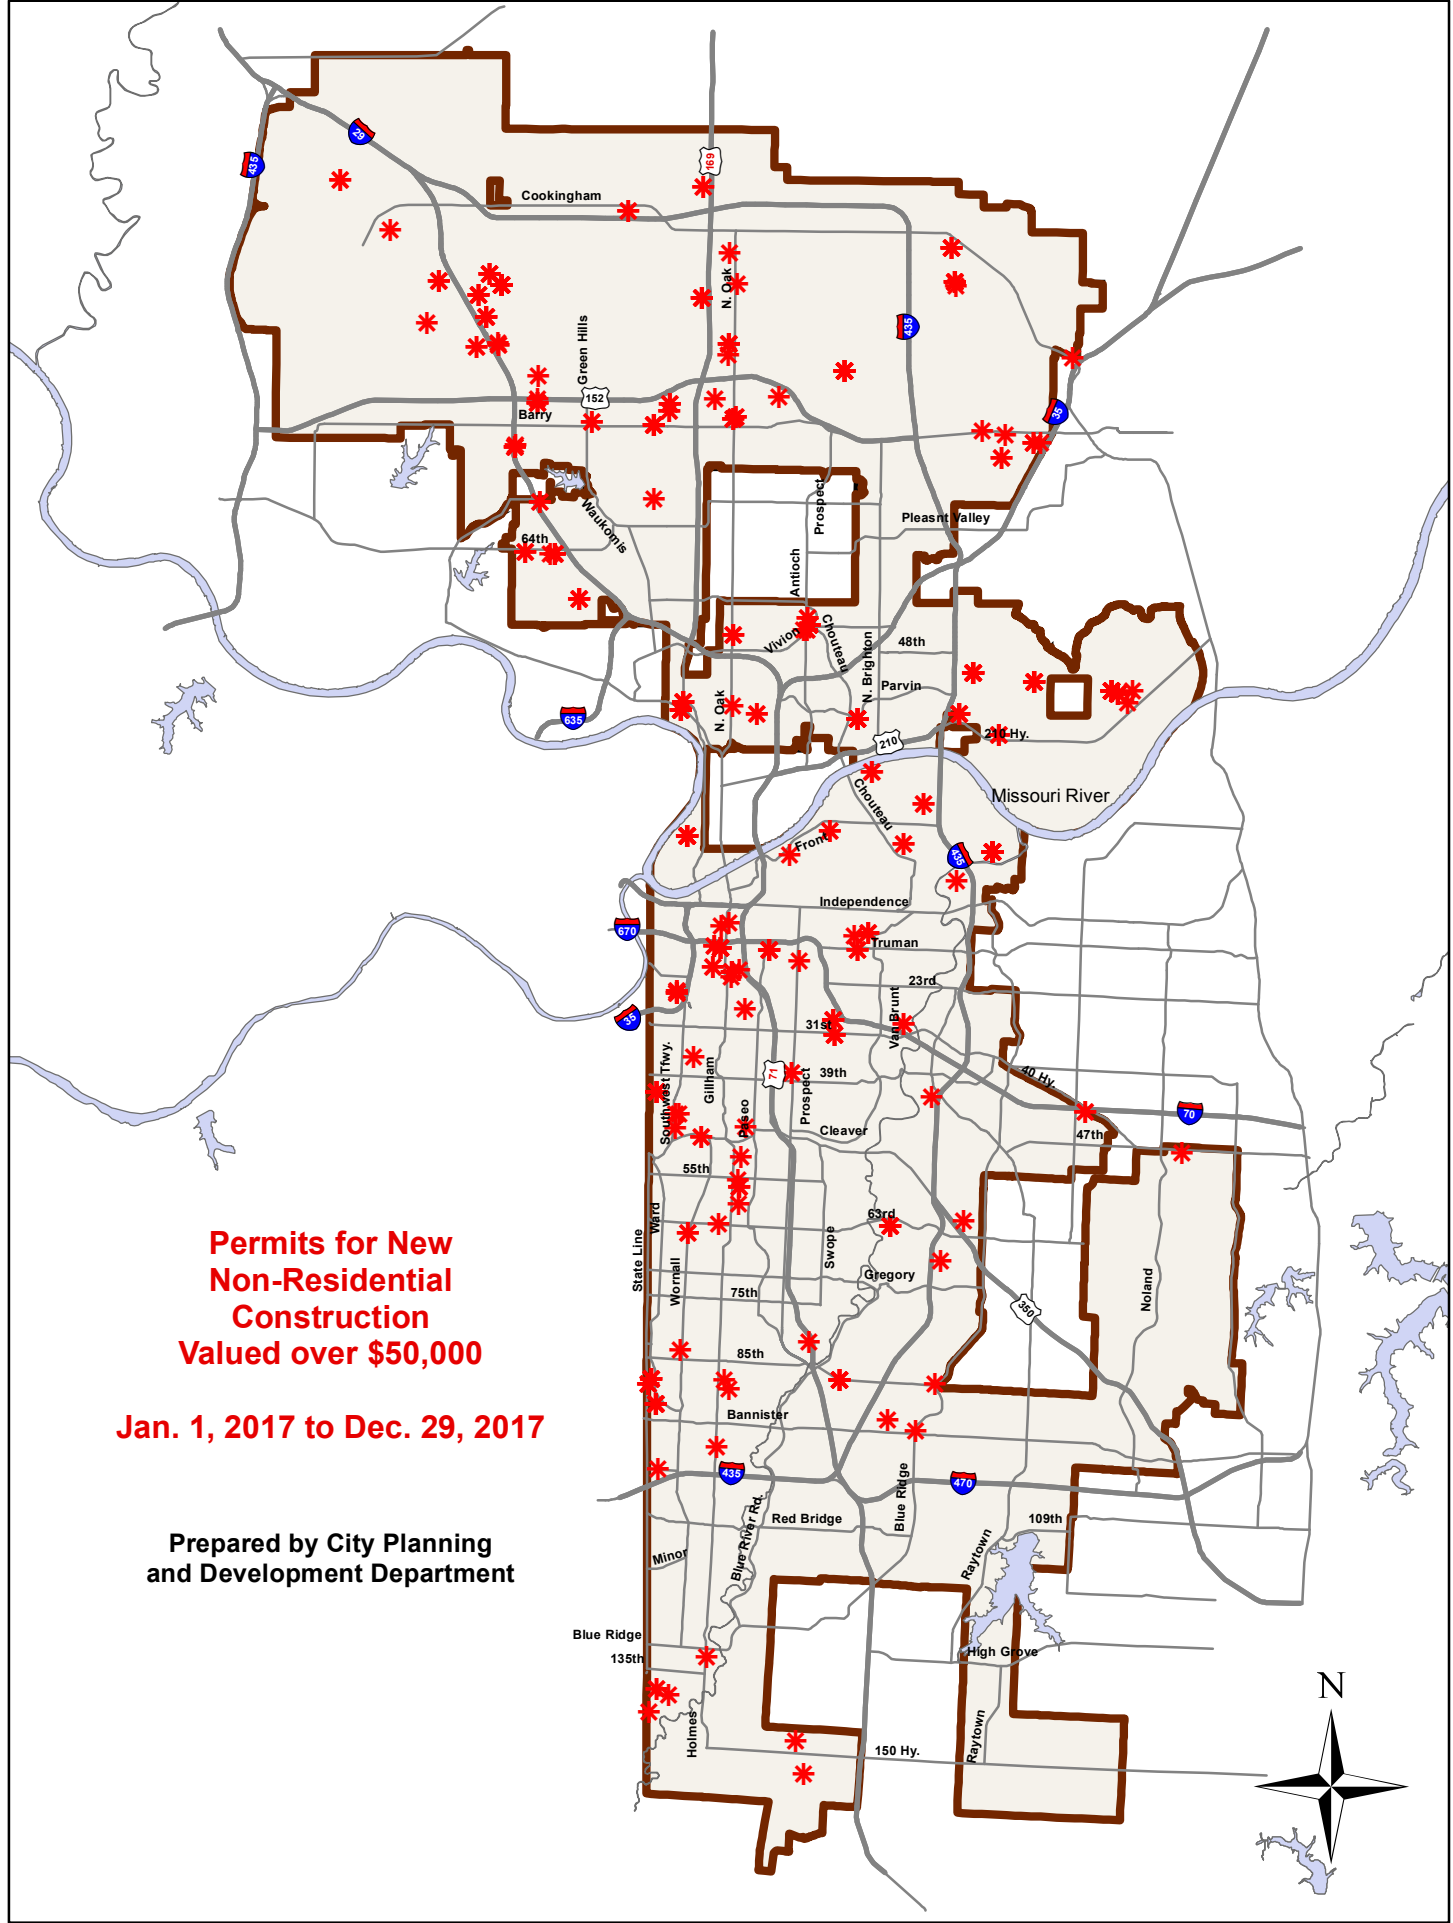 29
435
169
Cookingham
N. Oak
435
Green Hills
152
Barry
35
Prospect
Waukomis
Pleasnt Valley
64th
Antioch
Chouteau
Vivion
N. Brighton
48th
Parvin
N. Oak
635
210
210 Hy.
Missouri River
Chouteau
Front
435
Independence
670
Truman
23rd
Van Brunt
35
31st
Southwest Tfwy.
Gillham
71
39th
40 Hy.
Prospect
Paseo
70
Cleaver
47th
55th
Ward
63rd
State Line
Swope
Wornall
Gregory
Noland
75th
350
Permits for New
Non-Residential
Construction
Valued over $50,000
85th
Jan. 1, 2017 to Dec. 29, 2017
Bannister
435
470
Blue Ridge
Blue River Rd.
Red Bridge
109th
Raytown
Prepared by City Planning
and Development Department
Minor
Blue Ridge
135th
High Grove
N
Holmes
Raytown
150 Hy.